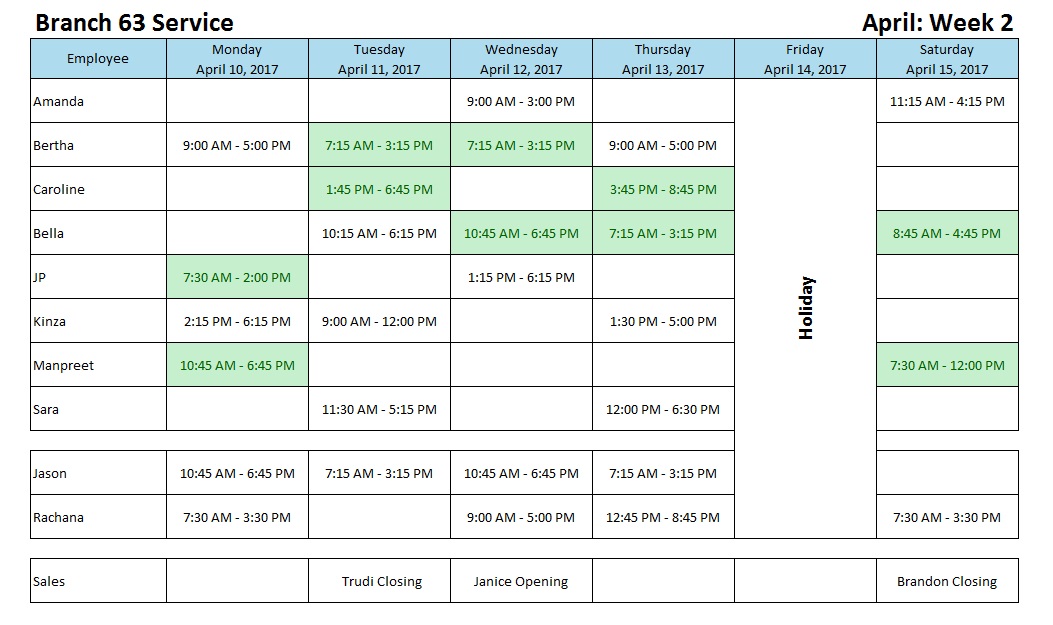 Branch 63 Service April: Week 2
Employee Monday Tuesday Wednesday Thursday Friday Saturday
April 10, 2017 April 11, 2017 April 12, 2017 April 13, 2017 April 14, 2017 April 15, 2017
Amanda 9:00 AM - 3:00 PM 11:15 AM - 4:15 PM
Bertha 9:00 AM - 5:00 PM 7:15 AM - 3:15 PM 7:15 AM - 3:15 PM 9:00 AM - 5:00 PM
Caroline 1:45 PM - 6:45 PM 3:45 PM - 8:45 PM
Bella 10:15 AM - 6:15 PM 10:45 AM - 6:45 PM 7:15 AM - 3:15 PM 8:45 AM - 4:45 PM
JP 7:30 AM - 2:00 PM 1:15 PM - 6:15 PM
Holiday
Kinza 2:15 PM - 6:15 PM 9:00 AM - 12:00 PM 1:30 PM - 5:00 PM
Manpreet 10:45 AM - 6:45 PM 7:30 AM - 12:00 PM
Sara 11:30 AM - 5:15 PM 12:00 PM - 6:30 PM
Jason 10:45 AM - 6:45 PM 7:15 AM - 3:15 PM 10:45 AM - 6:45 PM 7:15 AM - 3:15 PM
Rachana 7:30 AM - 3:30 PM 9:00 AM - 5:00 PM 12:45 PM - 8:45 PM 7:30 AM - 3:30 PM
Sales Trudi Closing Janice Opening Brandon Closing